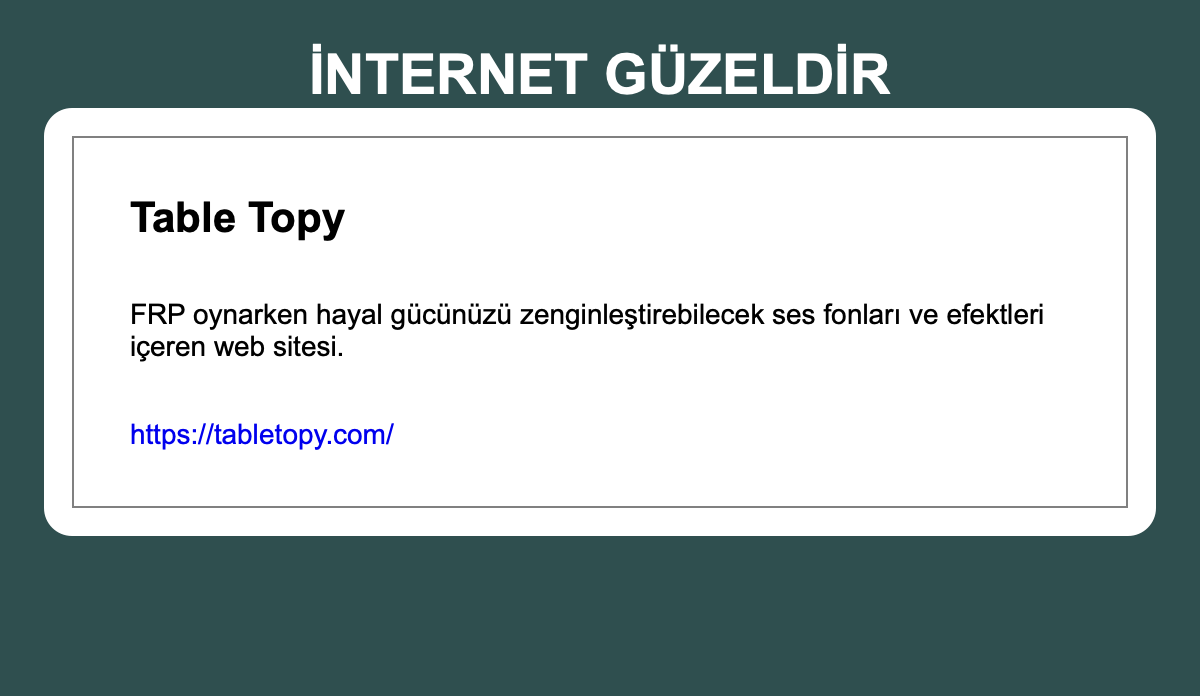 İNTERNET GÜZELDİR
Table Topy
FRP oynarken hayal gücünüzü zenginleştirebilecek ses fonları ve efektleri
içeren web sitesi.
https://tabletopy.com/